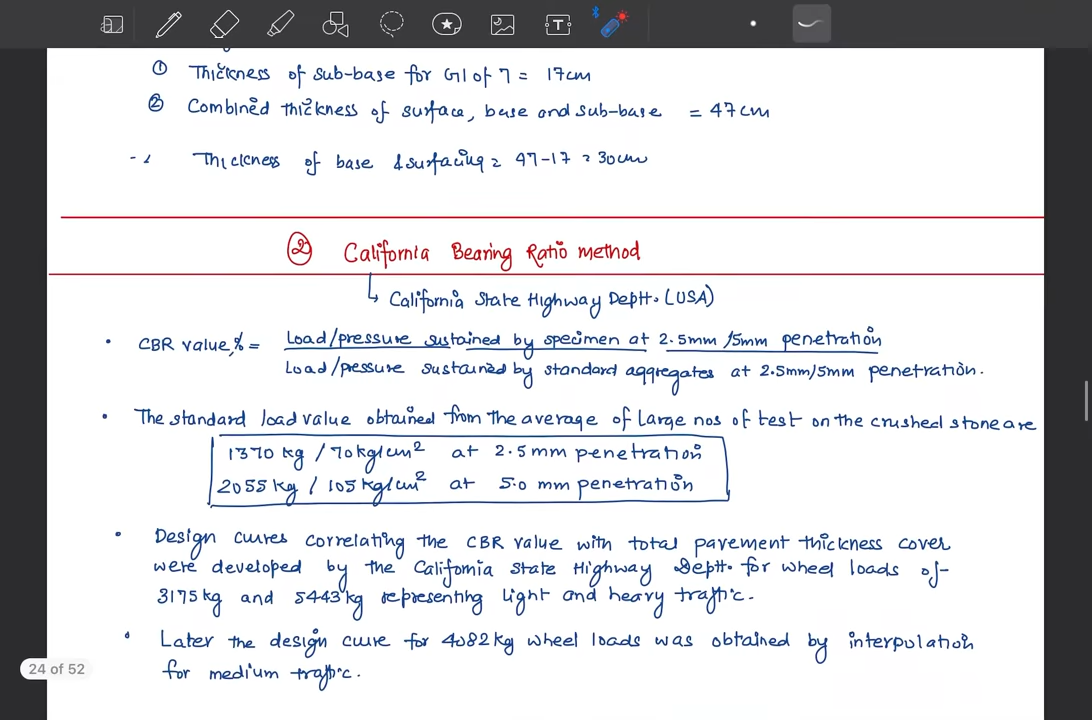 ① Thickness of sub-base for GI of 7 = 17cm
② Combined thickness of surface, base and sub-base = 47cm
Thickness of base & surfacing = 47-17 = 30cm
② California Bearing Ratio method
↳ California State Highway Deptt. (USA)
• CBR value,% = Load/pressure sustained by specimen at 2.5mm/5mm penetration
Load/pressure sustained by standard aggregates at 2.5mm/5mm penetration.
• The standard load value obtained from the average of large nos of test on the crushed stone are
1370 kg / 70kg/cm² at 2.5mm penetration
2055 kg / 105 kg/cm² at 5.0 mm penetration
• Design curves correlating the CBR value with total pavement thickness cover
were developed by the California State Highway Deptt. for wheel loads of
3175kg and 5443kg representing light and heavy traffic.
• Later the design curve for 4082kg wheel loads was obtained by interpolation
for medium traffic.
24 of 52